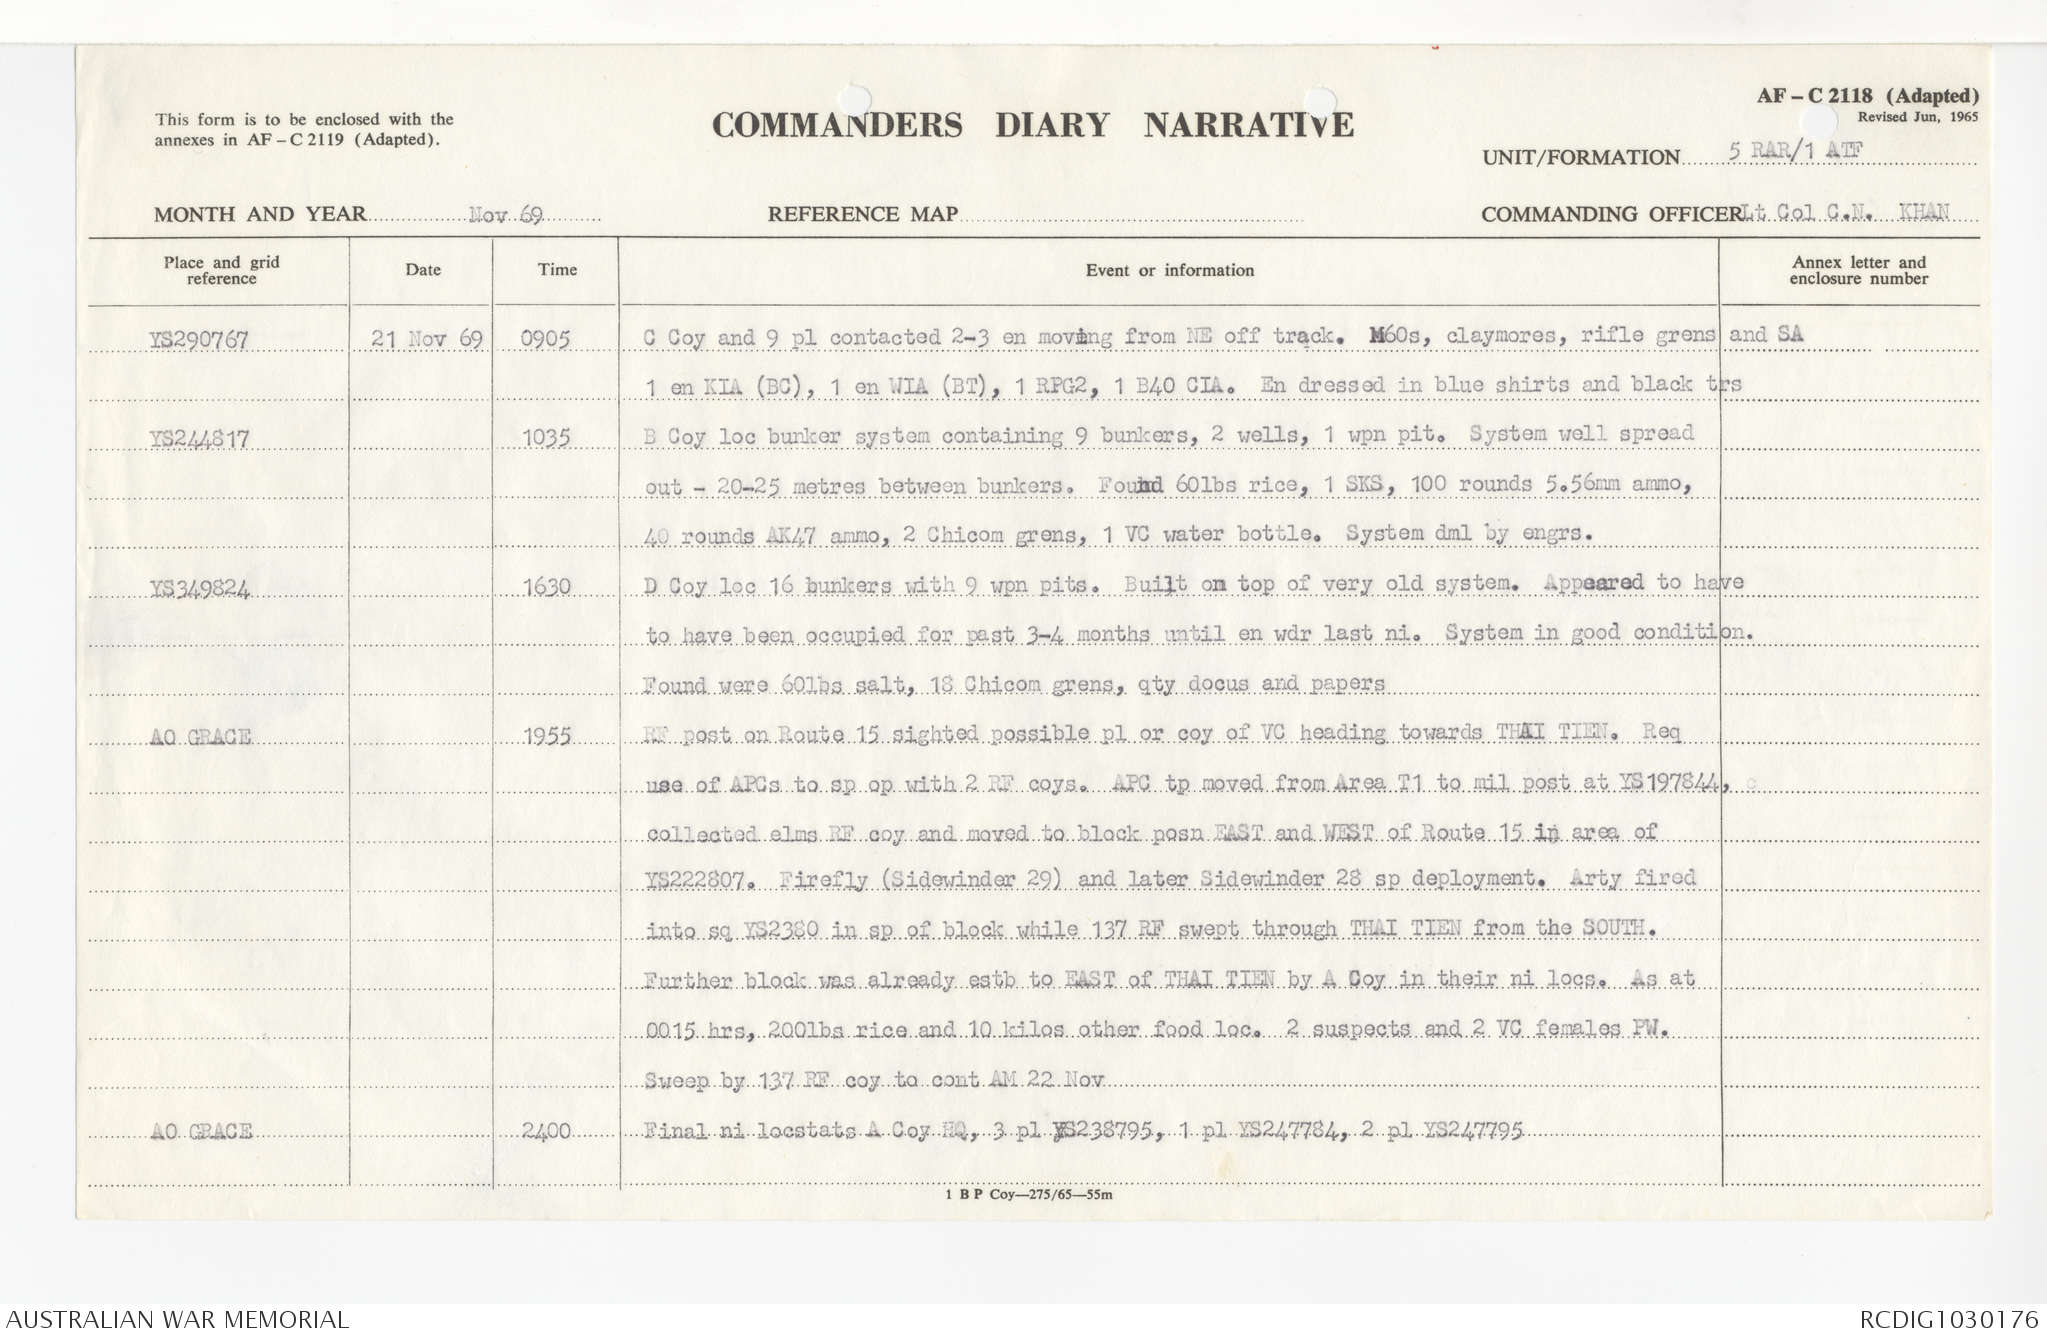 This form is to be enclosed with the
annexes in AF – C 2119 (Adapted).
COMMANDERS DIARY NARRATIVE
AF – C 2118 (Adapted)
Revised Jun, 1965
UNIT/FORMATION 5 RAR/1 ATF
MONTH AND YEAR Nov 69
REFERENCE MAP
COMMANDING OFFICER Lt Col C.N. KHAN
Place and grid reference Date Time Event or information Annex letter and enclosure number
YS290767 21 Nov 69 0905 C Coy and 9 pl contacted 2-3 en moving from NE off track. M60s, claymores, rifle grens and SA
1 en KIA (BC), 1 en WIA (BT), 1 RPG2, 1 B40 CIA. En dressed in blue shirts and black trs
YS244817 1035 B Coy loc bunker system containing 9 bunkers, 2 wells, 1 wpn pit. System well spread
out - 20-25 metres between bunkers. Found 60lbs rice, 1 SKS, 100 rounds 5.56mm ammo,
40 rounds AK47 ammo, 2 Chicom grens, 1 VC water bottle. System dml by engrs.
YS349824 1630 D Coy loc 16 bunkers with 9 wpn pits. Built on top of very old system. Appeared to have
to have been occupied for past 3-4 months until en wdr last ni. System in good condition.
Found were 60lbs salt, 18 Chicom grens, qty docus and papers
AO GRACE 1955 RF post on Route 15 sighted possible pl or coy of VC heading towards THAI TIEN. Req
use of APCs to sp op with 2 RF coys. APC tp moved from Area T1 to mil post at YS197844, c
collected elms RF coy and moved to block posn EAST and WEST of Route 15 in area of
YS222807. Firefly (Sidewinder 29) and later Sidewinder 28 sp deployment. Arty fired
into sq YS2380 in sp of block while 137 RF swept through THAI TIEN from the SOUTH.
Further block was already estb to EAST of THAI TIEN by A Coy in their ni locs. As at
0015 hrs, 200lbs rice and 10 kilos other food loc. 2 suspects and 2 VC females PW.
Sweep by 137 RF coy to cont AM 22 Nov
AO GRACE 2400 Final ni locstats A Coy HQ, 3 pl YS238795, 1 pl YS247784, 2 pl YS247795
1 B P Coy—275/65—55m
AUSTRALIAN WAR MEMORIAL
RCDIG1030176